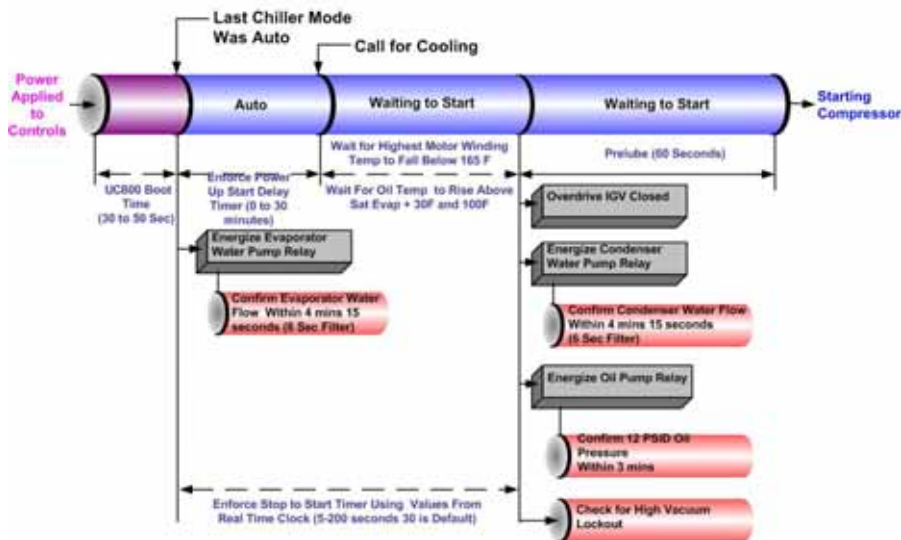 Last Chiller Mode
Was Auto
Call for Cooling
Power
Applied
to
Controls
Auto
Waiting to Start
Waiting to Start
Starting
Compressor
UC800 Boot
Time
(30 to 50 Sec)
Enforce Power
Up Start Delay
Timer (0 to 30
minutes)
Wait for Highest Motor Winding
Temp to Fall Below 165 F
Wait For Oil Temp to Rise Above
Sat Evap + 30F and 100F
Prelube (60 Seconds)
Overdrive IGV Closed
Energize Evaporator
Water Pump Relay
Energize Condenser
Water Pump Relay
Confirm Evaporator Water
Flow Within 4 mins 15
seconds (6 Sec Filter)
Confirm Condenser Water Flow
Within 4 mins 15 seconds
(6 Sec Filter)
Energize Oil Pump Relay
Confirm 12 PSID Oil
Pressure
Within 3 mins
Enforce Stop to Start Timer Using Values From
Real Time Clock (5-200 seconds 30 is Default)
Check for High Vacuum
Lockout